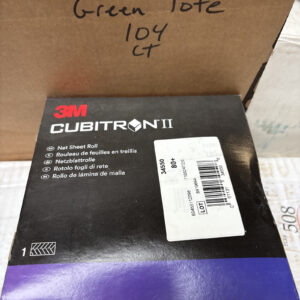 Green Tote
104
CT
3M
CUBITRON II
Net Sheet Roll
Rouleau de feuilles en treillis
Netzblattrolle
Rotolo fogli di rete
Rollo de lámina de malla
34550
80+
LOT
1
508